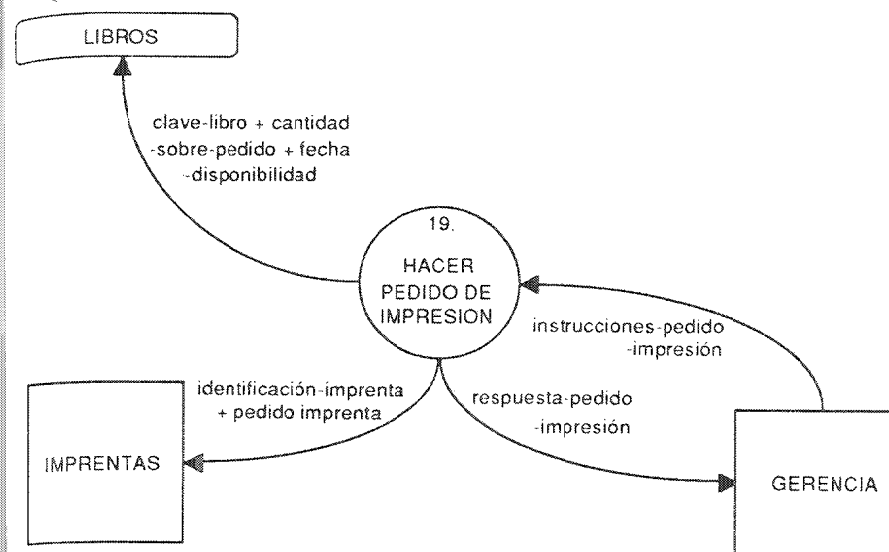 LIBROS
clave-libro + cantidad
-sobre-pedido + fecha
-disponibilidad
19.
HACER
PEDIDO DE
IMPRESION
instrucciones-pedido
-impresión
identificación-imprenta
+ pedido imprenta
respuesta-pedido
-impresión
IMPRENTAS
GERENCIA